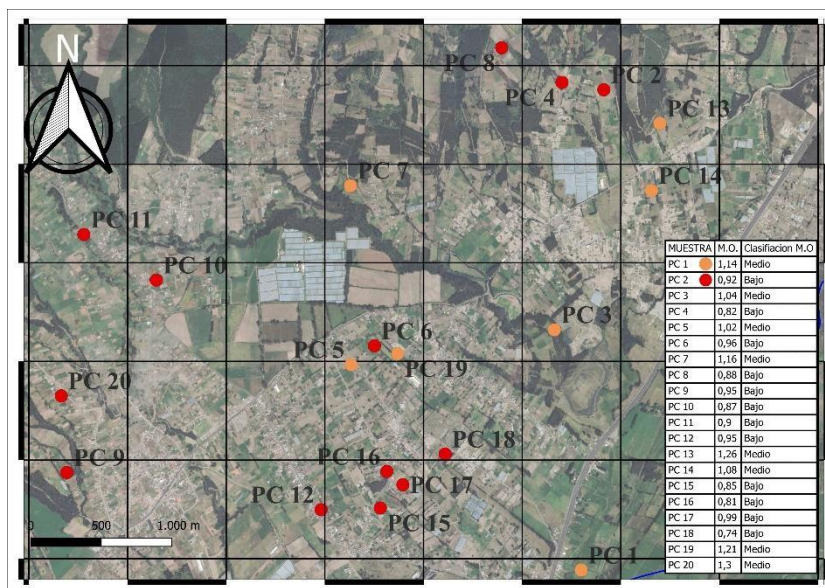 N
PC 8
PC 4
PC 2
PC 13
PC 7
PC 14
PC 11
PC 10
PC 3
PC 6
PC 5
PC 19
PC 20
PC 9
PC 18
PC 16
PC 17
PC 12
PC 15
PC 1
0 500 1.000 m
MUESTRA M.O. Clasifiacion M.O
PC 1 1,14 Medio
PC 2 0,92 Bajo
PC 3 1,04 Medio
PC 4 0,82 Bajo
PC 5 1,02 Medio
PC 6 0,96 Bajo
PC 7 1,16 Medio
PC 8 0,88 Bajo
PC 9 0,95 Bajo
PC 10 0,87 Bajo
PC 11 0,9 Bajo
PC 12 0,95 Bajo
PC 13 1,26 Medio
PC 14 1,08 Medio
PC 15 0,85 Bajo
PC 16 0,81 Bajo
PC 17 0,99 Bajo
PC 18 0,74 Bajo
PC 19 1,21 Medio
PC 20 1,3 Medio